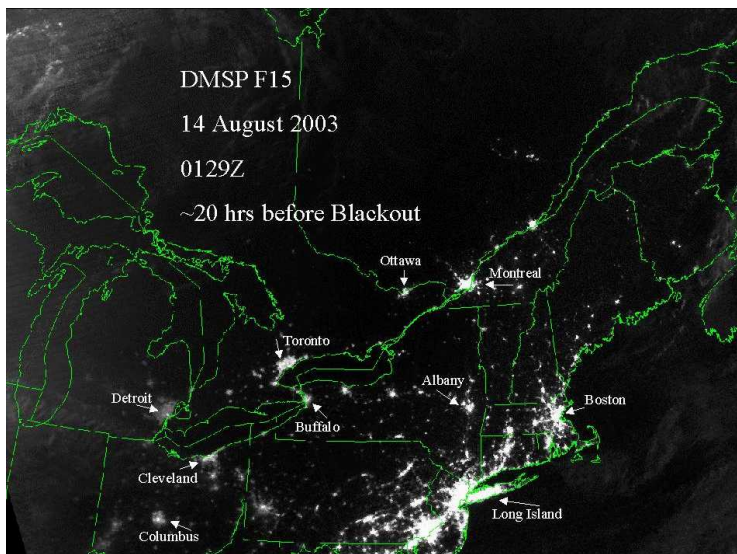 DMSP F15
14 August 2003
0129Z
~20 hrs before Blackout
Ottawa
Montreal
Toronto
Detroit
Albany
Boston
Buffalo
Cleveland
Long Island
Columbus